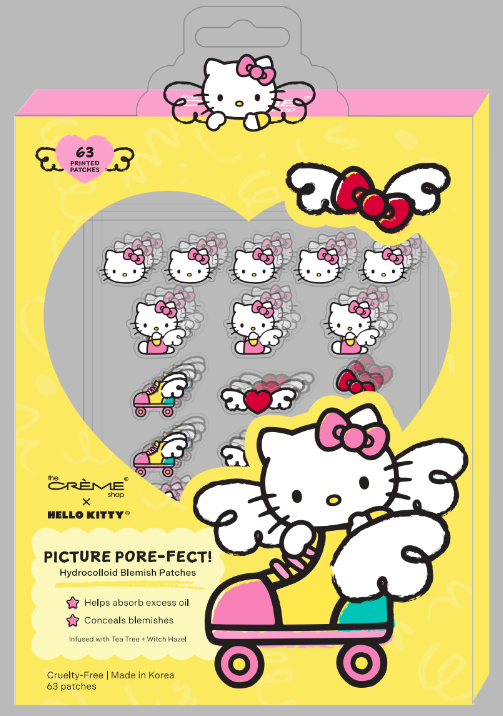 63
PRINTED
PATCHES
the
CRÈME®
shop
x
HELLO KITTY®
PICTURE PORE-FECT!
Hydrocolloid Blemish Patches
Helps absorb excess oil
Conceals blemishes
Infused with Tea Tree + Witch Hazel
Cruelty-Free | Made in Korea
63 patches